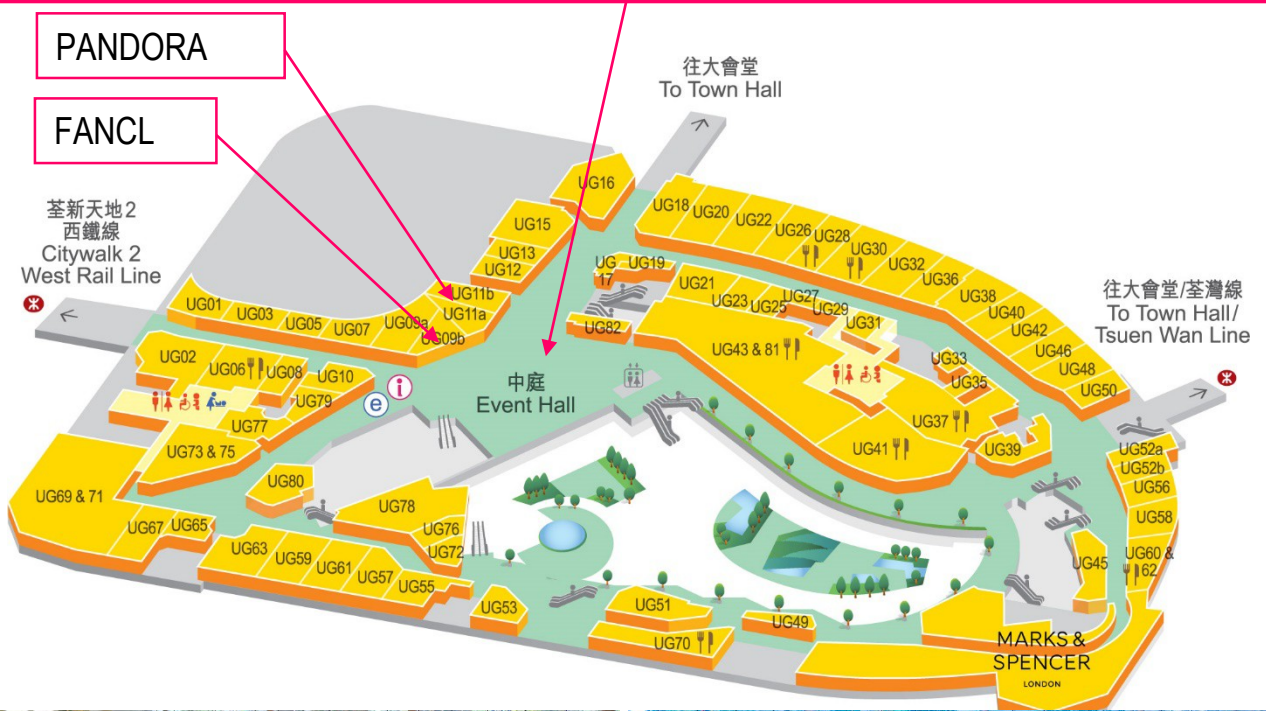 PANDORA
FANCL
往大會堂
To Town Hall
荃新天地2
西鐵線
Citywalk 2
West Rail Line
往大會堂/荃灣線
To Town Hall/
Tsuen Wan Line
UG16
UG15
UG13
UG12
UG11b
UG11a
UG09a
UG09b
UG01
UG03
UG05
UG07
UG18
UG20
UG22
UG26
UG28
UG30
UG32
UG36
UG38
UG40
UG42
UG46
UG48
UG50
UG
17
UG19
UG21
UG23
UG25
UG27
UG29
UG31
UG82
UG43 & 81
UG33
UG35
UG37
UG41
UG39
UG02
UG06
UG08
UG10
UG79
UG77
UG73 & 75
i
e
中庭
Event Hall
UG52a
UG52b
UG56
UG58
UG60 &
62
UG45
UG69 & 71
UG67
UG65
UG80
UG78
UG76
UG72
UG63
UG59
UG61
UG57
UG55
UG53
UG51
UG49
UG70
MARKS &
SPENCER
LONDON